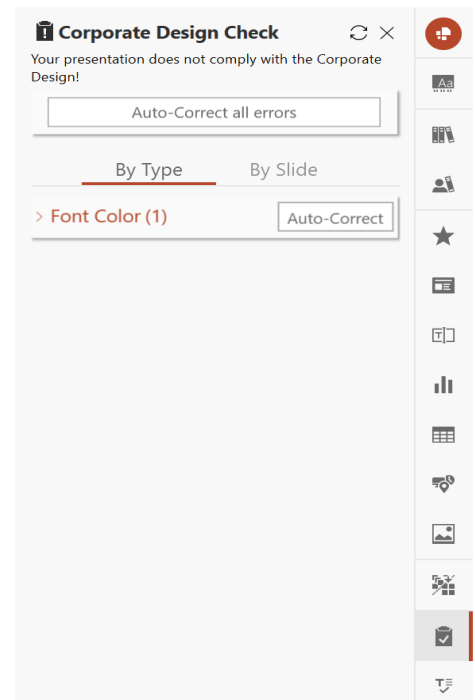 Corporate Design Check
Your presentation does not comply with the Corporate
Design!
Auto-Correct all errors
By Type By Slide
Font Color (1) Auto-Correct
Aa